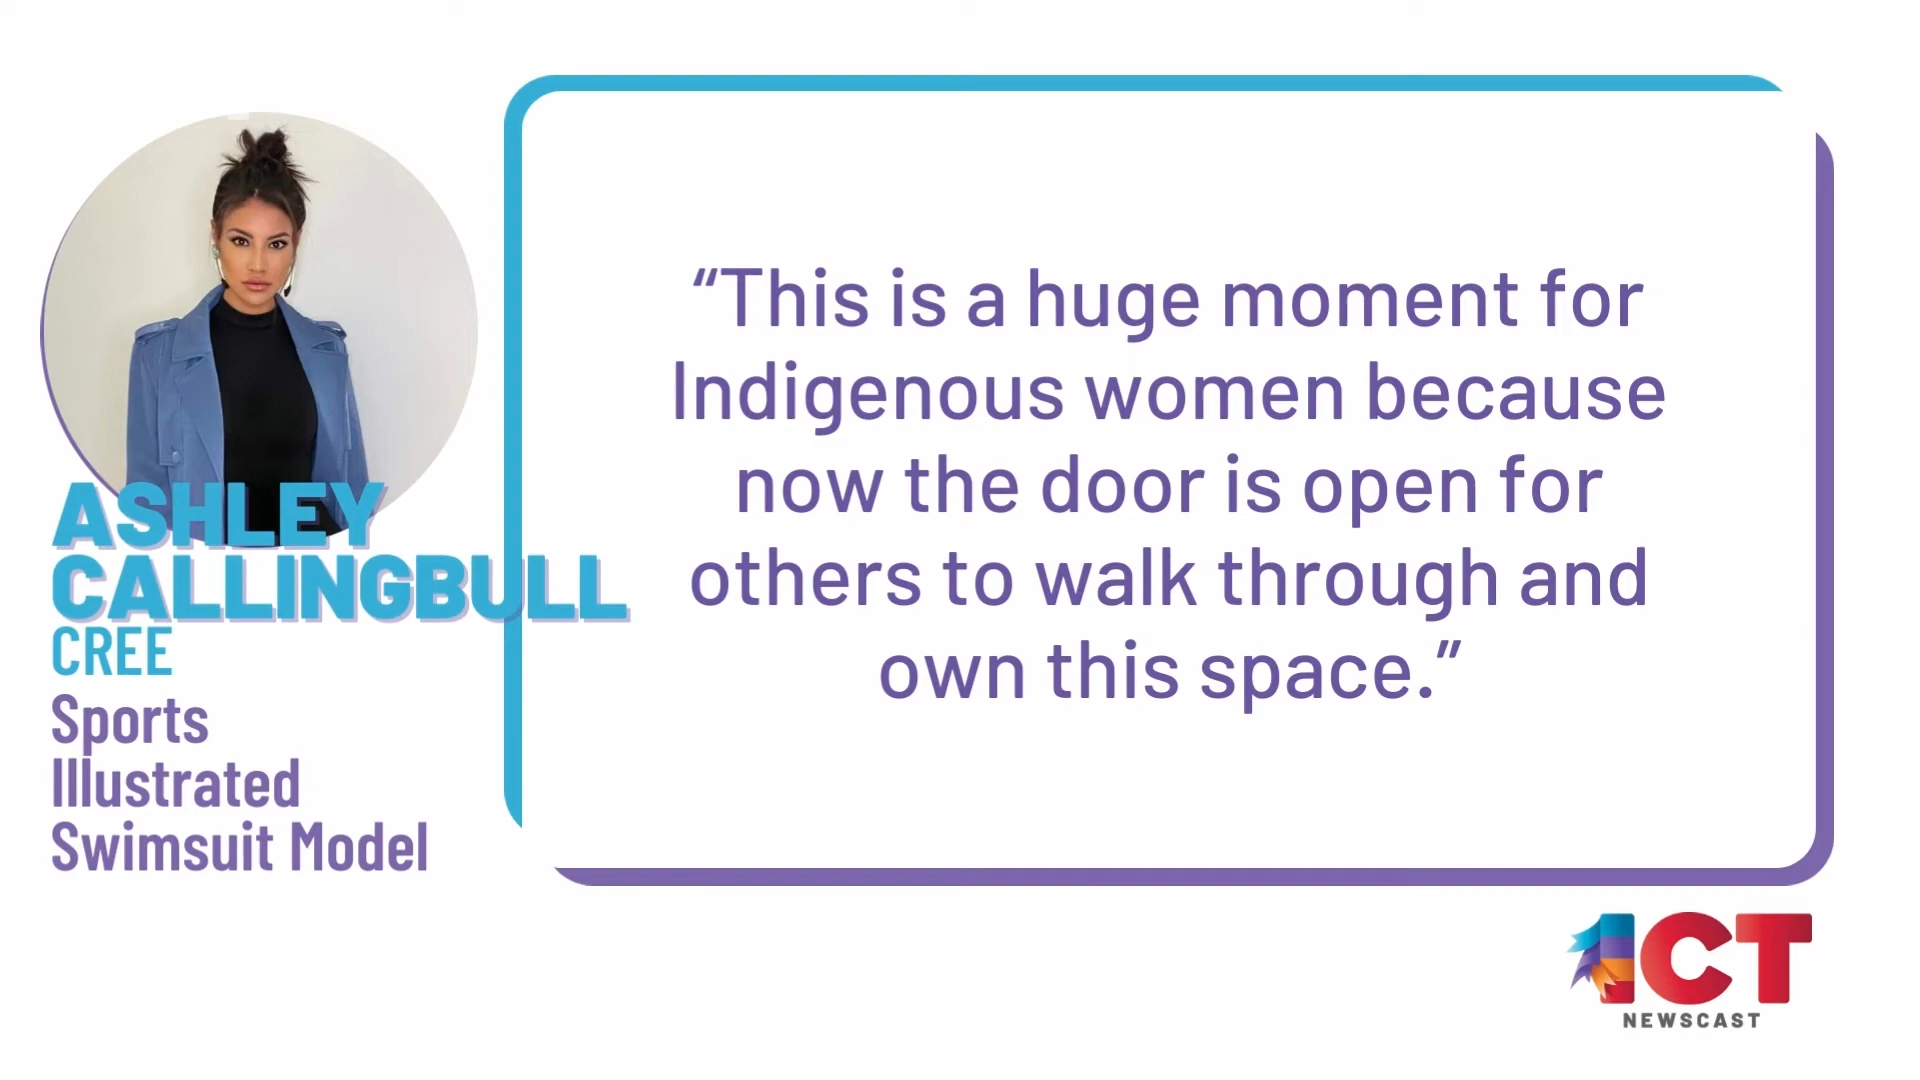 ASHLEY
CALLINGBULL
CREE
Sports
Illustrated
Swimsuit Model
“This is a huge moment for
Indigenous women because
now the door is open for
others to walk through and
own this space.”
ICT
NEWSCAST